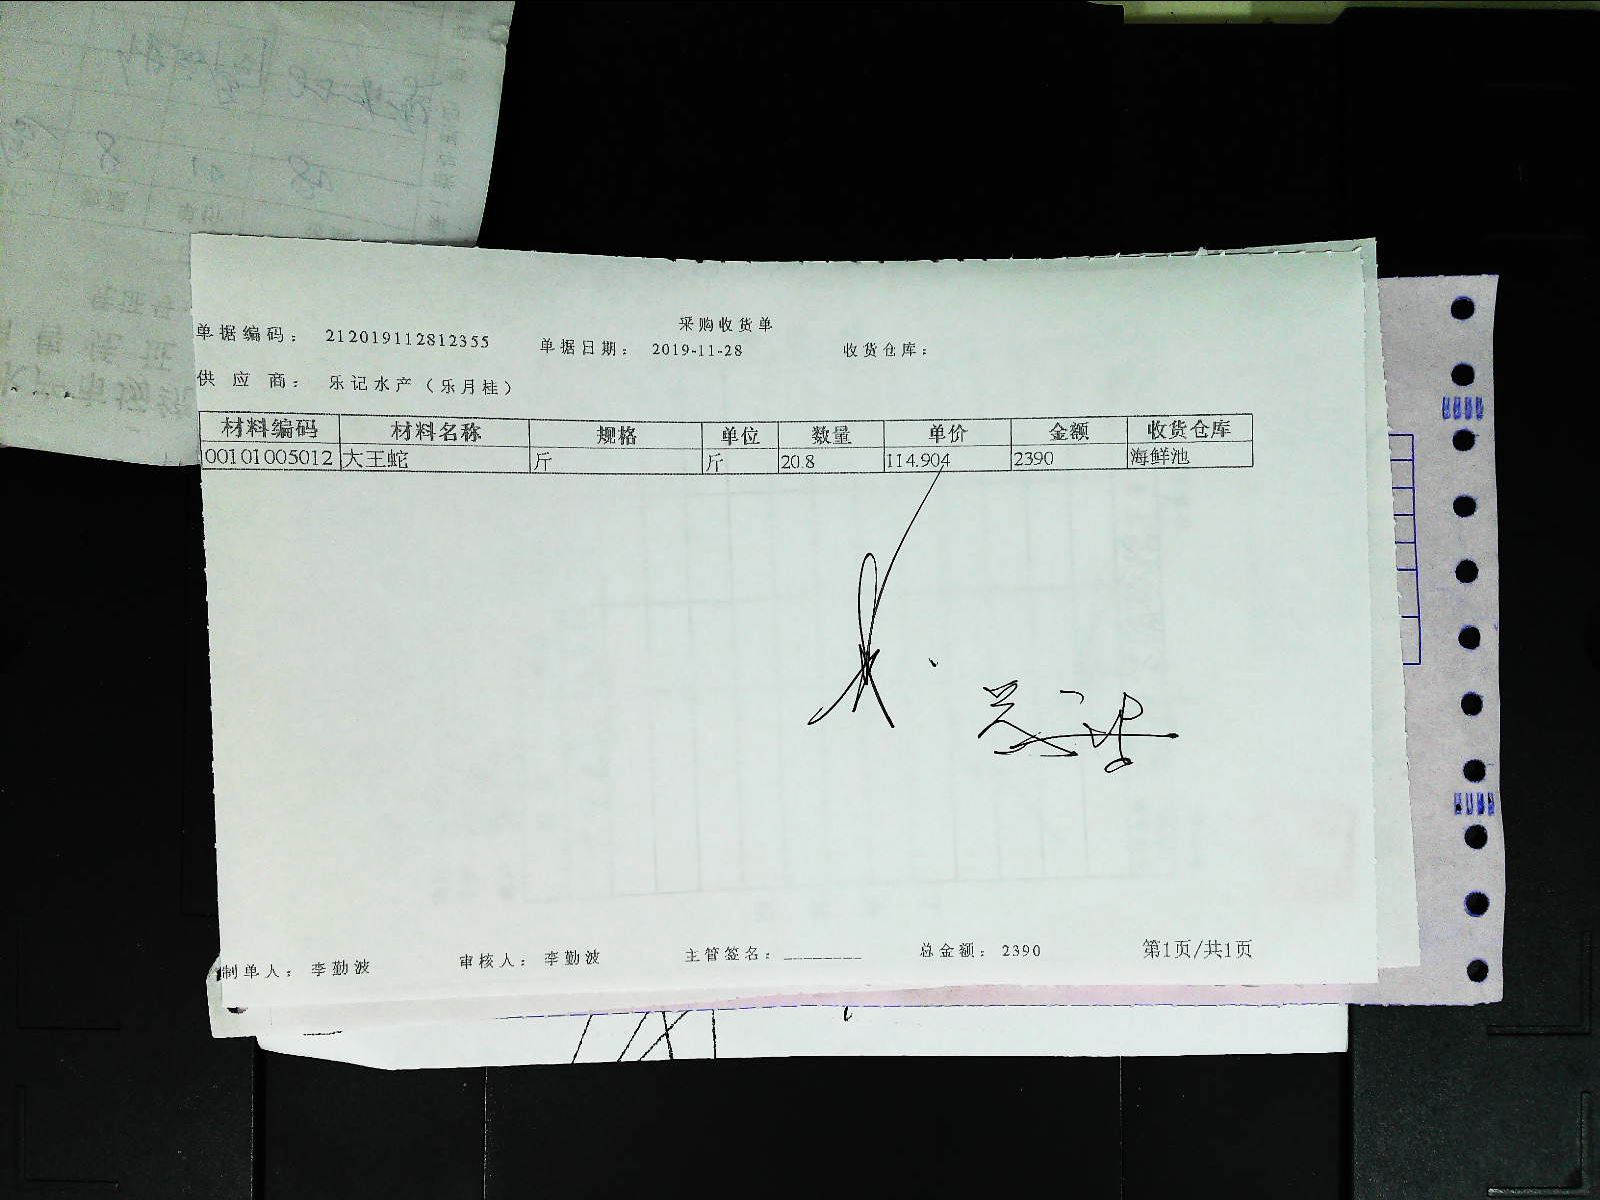 采购收货单
单据编码： 212019112812355 单据日期： 2019-11-28 收货仓库：
供 应 商： 乐记水产（乐月桂）
材料编码 材料名称 规格 单位 数量 单价 金额 收货仓库
00101005012 大王蛇 斤 斤 20.8 114.904 2390 海鲜池
制单人： 李勤波 审核人： 李勤波 主管签名：________ 总金额： 2390 第1页/共1页